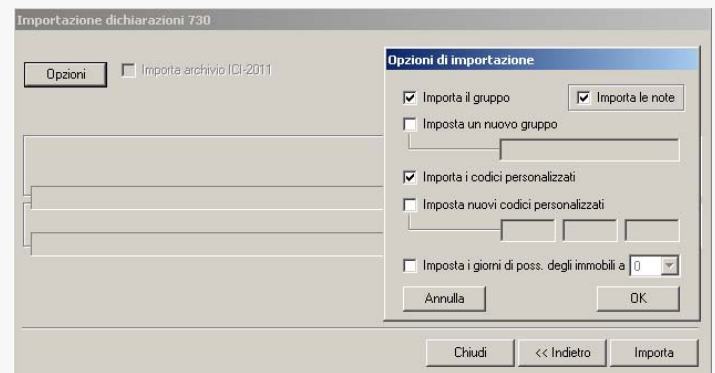 Importazione dichiarazioni 730
Opzioni
Importa archivio ICI-2011
Opzioni di importazione
Importa il gruppo
Importa le note
Imposta un nuovo gruppo
Importa i codici personalizzati
Imposta nuovi codici personalizzati
Imposta i giorni di poss. degli immobili a 0
Annulla
OK
Chiudi
<< Indietro
Importa